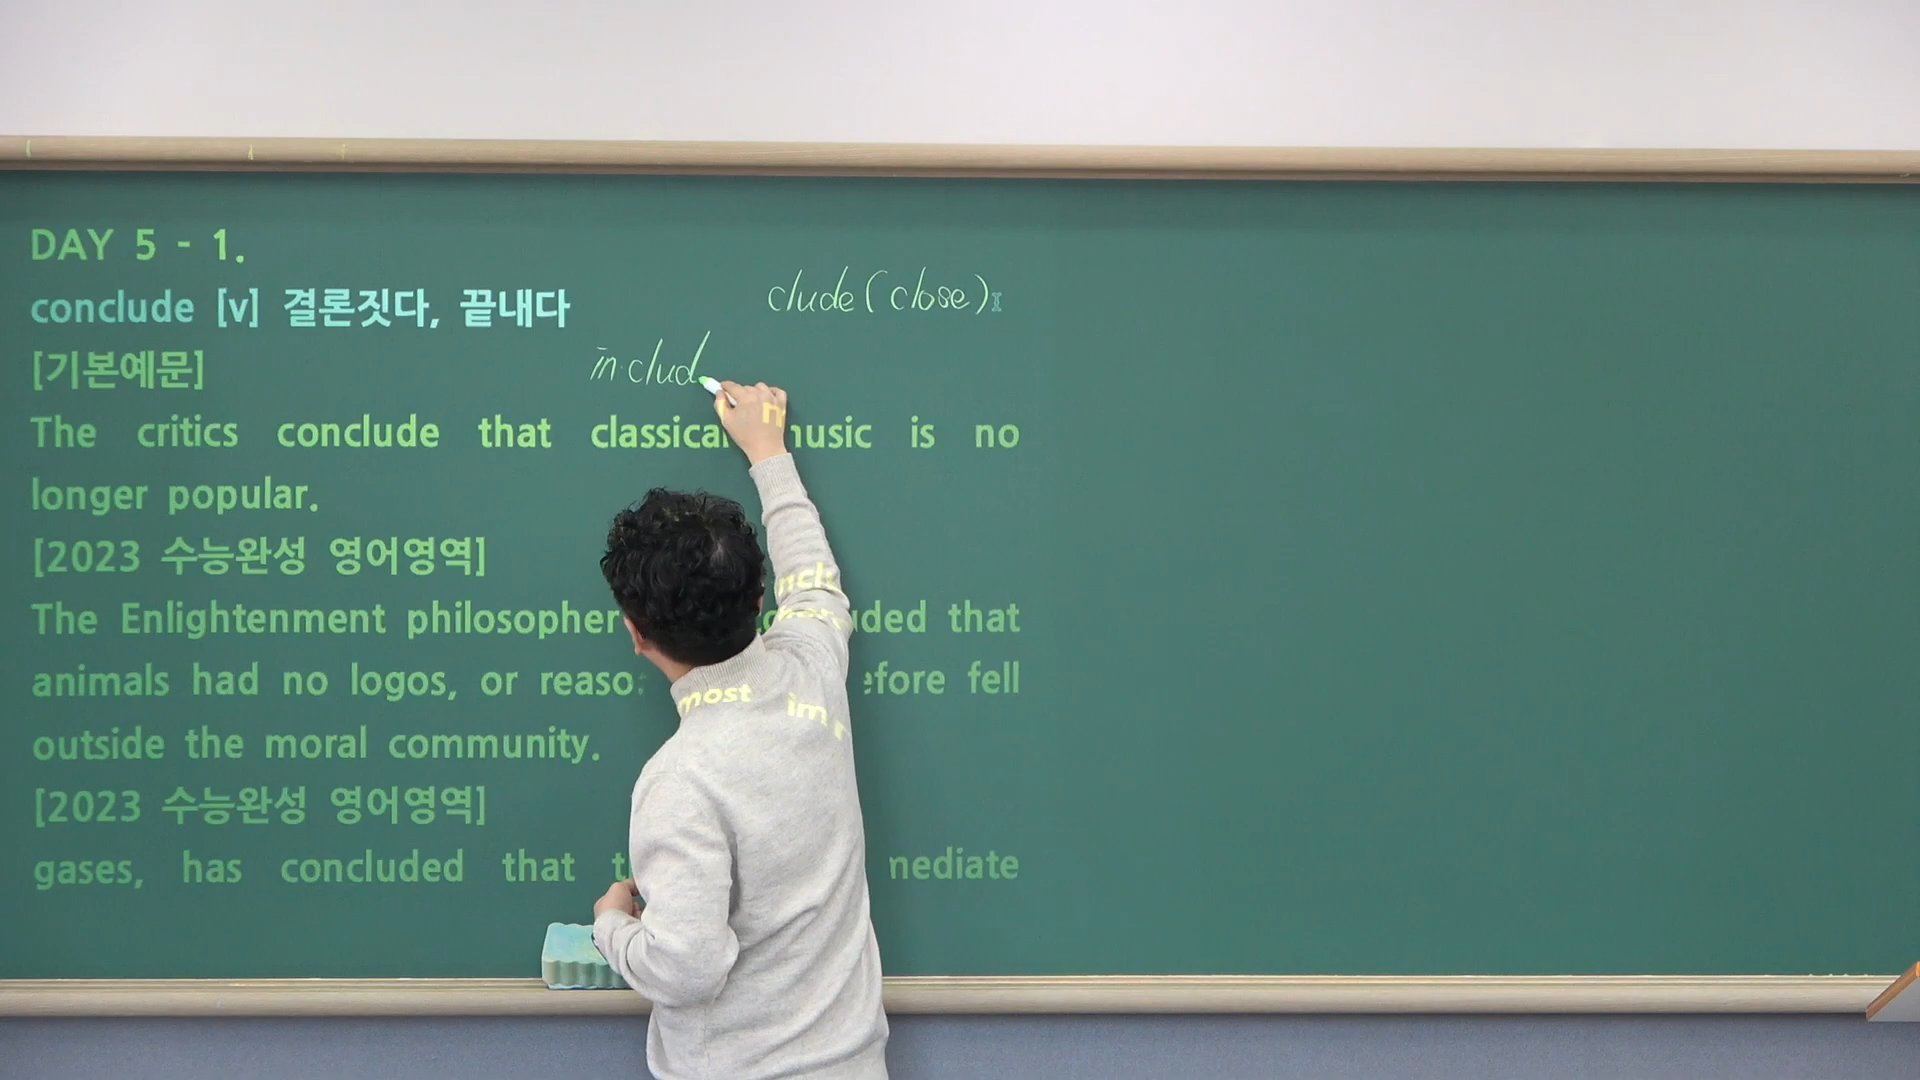 DAY 5 - 1.
conclude [v] 결론짓다, 끝내다
clude (close)
in clud
[기본예문]
The critics conclude that classical music is no
longer popular.
[2023 수능완성 영어영역]
The Enlightenment philosopher ded that
animals had no logos, or efore fell
outside the moral community.
[2023 수능완성 영어영역]
gases, has concluded that mediate
most